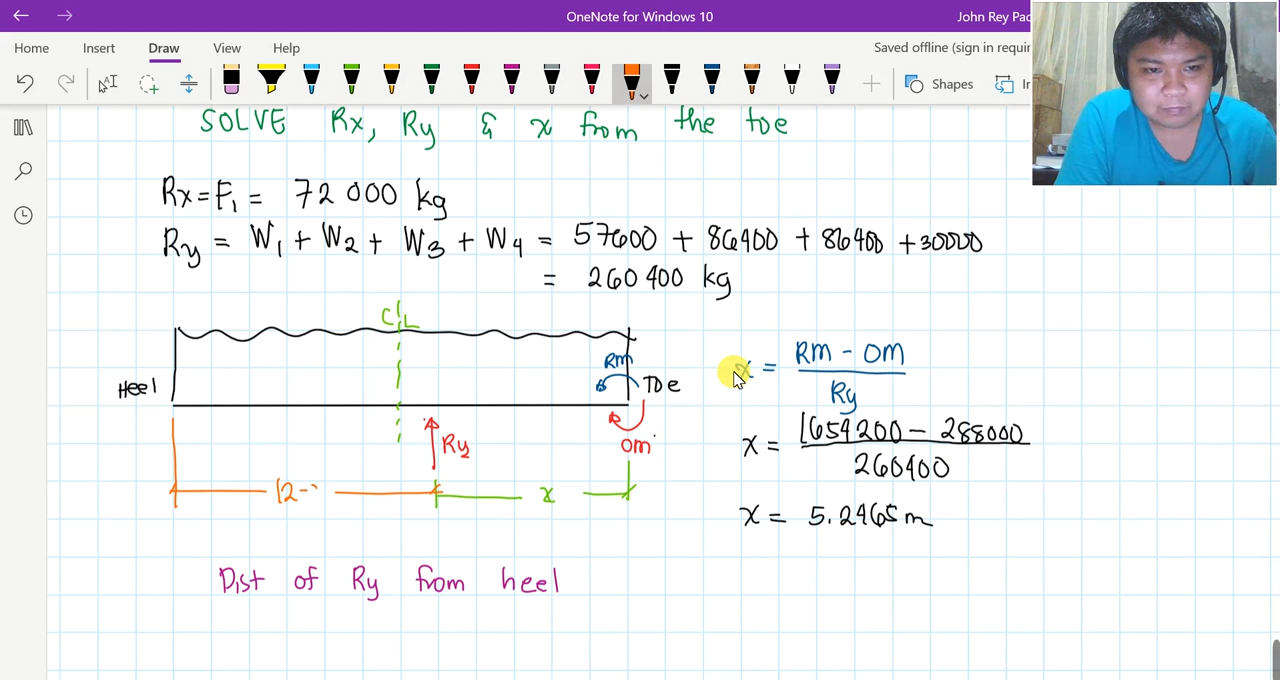 OneNote for Windows 10
John Rey Pac
Home Insert Draw View Help
Saved offline (sign in requir
Shapes
In
SOLVE Rx, Ry & x from the toe
Rx = F1 = 72 000 kg
Ry = W1 + W2 + W3 + W4 = 57600 + 86400 + 86400 + 30000
= 260 400 kg
C L
Heel
RM
Toe
Ry
OM
12-
x
x = RM - OM
Ry
x = 1654200 - 288000
260400
x = 5.2465 m
Dist of Ry from heel